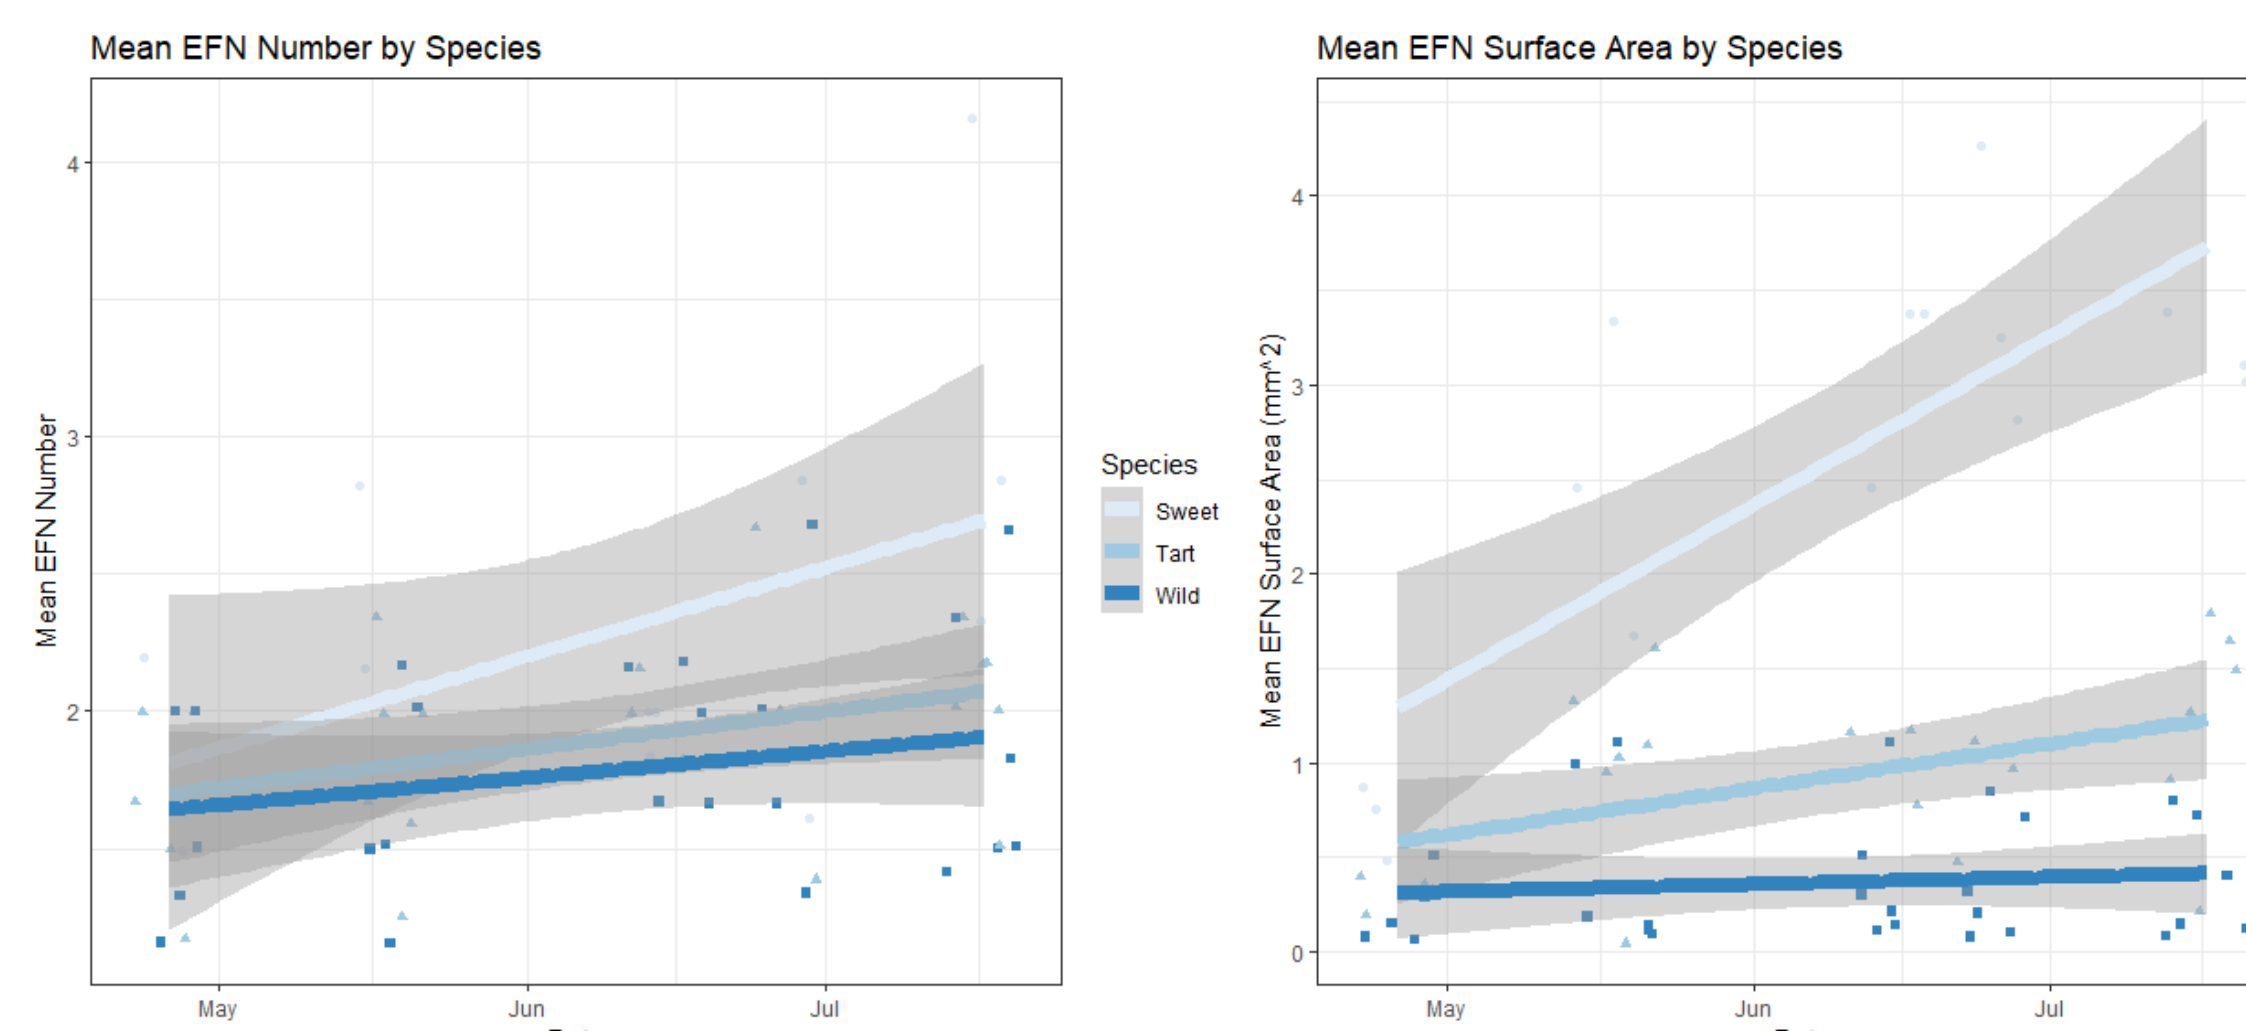 Mean EFN Number by Species
Mean EFN Number
4
3
2
May
Jun
Jul
Species
Sweet
Tart
Wild
Mean EFN Surface Area by Species
Mean EFN Surface Area (mm^2)
4
3
2
1
0
May
Jun
Jul